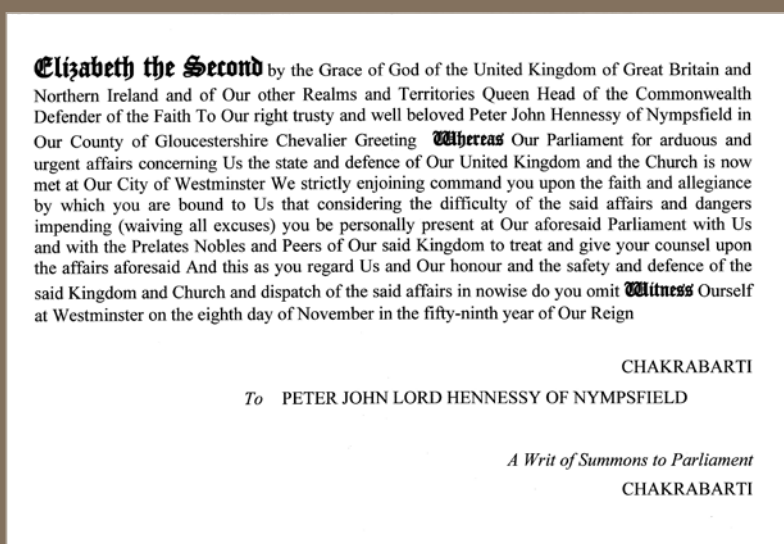 Elizabeth the Second by the Grace of God of the United Kingdom of Great Britain and
Northern Ireland and of Our other Realms and Territories Queen Head of the Commonwealth
Defender of the Faith To Our right trusty and well beloved Peter John Hennessy of Nympsfield in
Our County of Gloucestershire Chevalier Greeting Whereas Our Parliament for arduous and
urgent affairs concerning Us the state and defence of Our United Kingdom and the Church is now
met at Our City of Westminster We strictly enjoining command you upon the faith and allegiance
by which you are bound to Us that considering the difficulty of the said affairs and dangers
impending (waiving all excuses) you be personally present at Our aforesaid Parliament with Us
and with the Prelates Nobles and Peers of Our said Kingdom to treat and give your counsel upon
the affairs aforesaid And this as you regard Us and Our honour and the safety and defence of the
said Kingdom and Church and dispatch of the said affairs in nowise do you omit Witness Ourself
at Westminster on the eighth day of November in the fifty-ninth year of Our Reign
CHAKRABARTI
To PETER JOHN LORD HENNESSY OF NYMPSFIELD
A Writ of Summons to Parliament
CHAKRABARTI